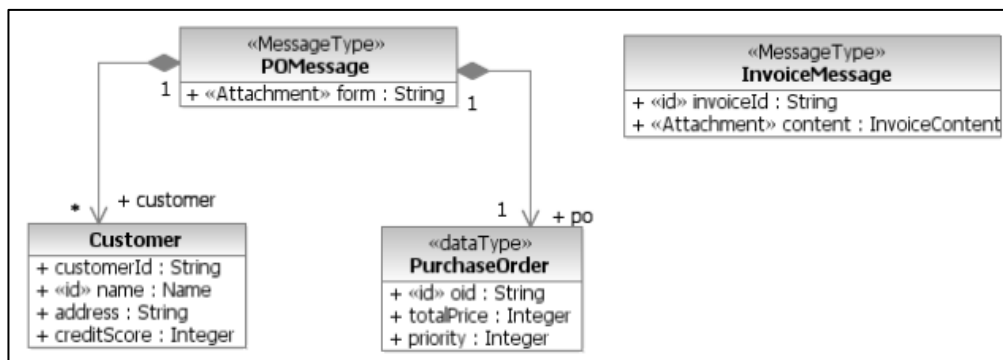 «MessageType»
POMessage
+ «Attachment» form : String
1
1
«MessageType»
InvoiceMessage
+ «id» invoiceId : String
+ «Attachment» content : InvoiceContent
* + customer
1 + po
Customer
+ customerId : String
+ «id» name : Name
+ address : String
+ creditScore : Integer
«dataType»
PurchaseOrder
+ «id» oid : String
+ totalPrice : Integer
+ priority : Integer